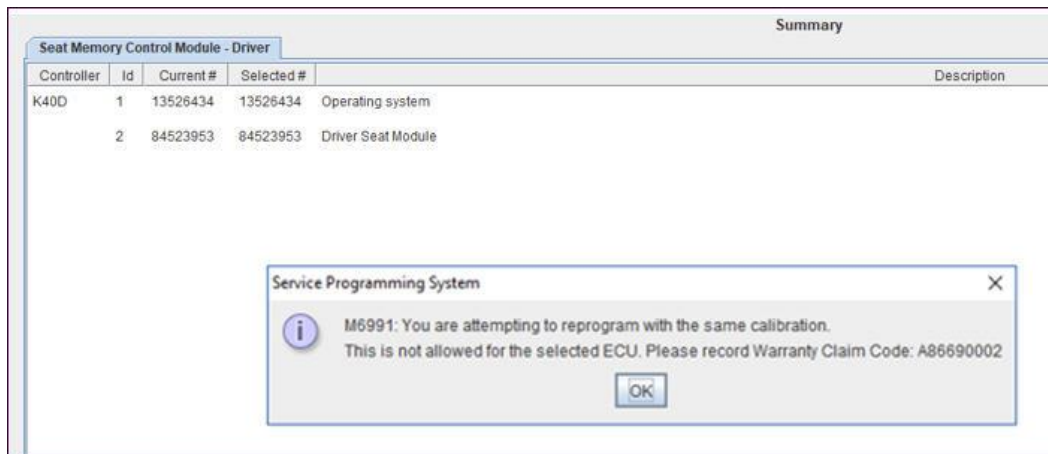 Summary
Seat Memory Control Module - Driver
Controller Id Current # Selected # Description
K40D 1 13526434 13526434 Operating system
2 84523953 84523953 Driver Seat Module
Service Programming System
M6991: You are attempting to reprogram with the same calibration.
This is not allowed for the selected ECU. Please record Warranty Claim Code: A86690002
OK